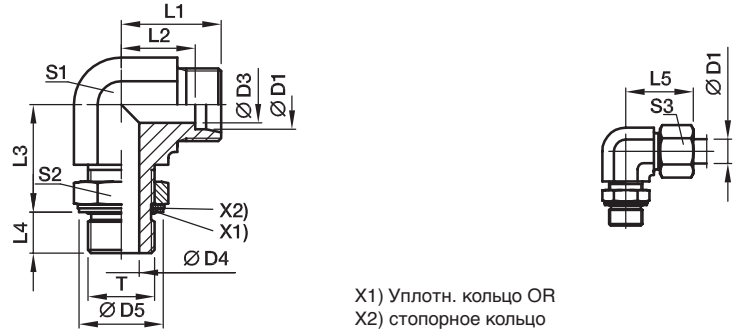 L1
L2
S1
Ø D3
Ø D1
L3
S2
X2)
X1)
L4
Ø D4
T
Ø D5
L5
S3
Ø D1
X1) Уплотн. кольцо OR
X2) стопорное кольцо